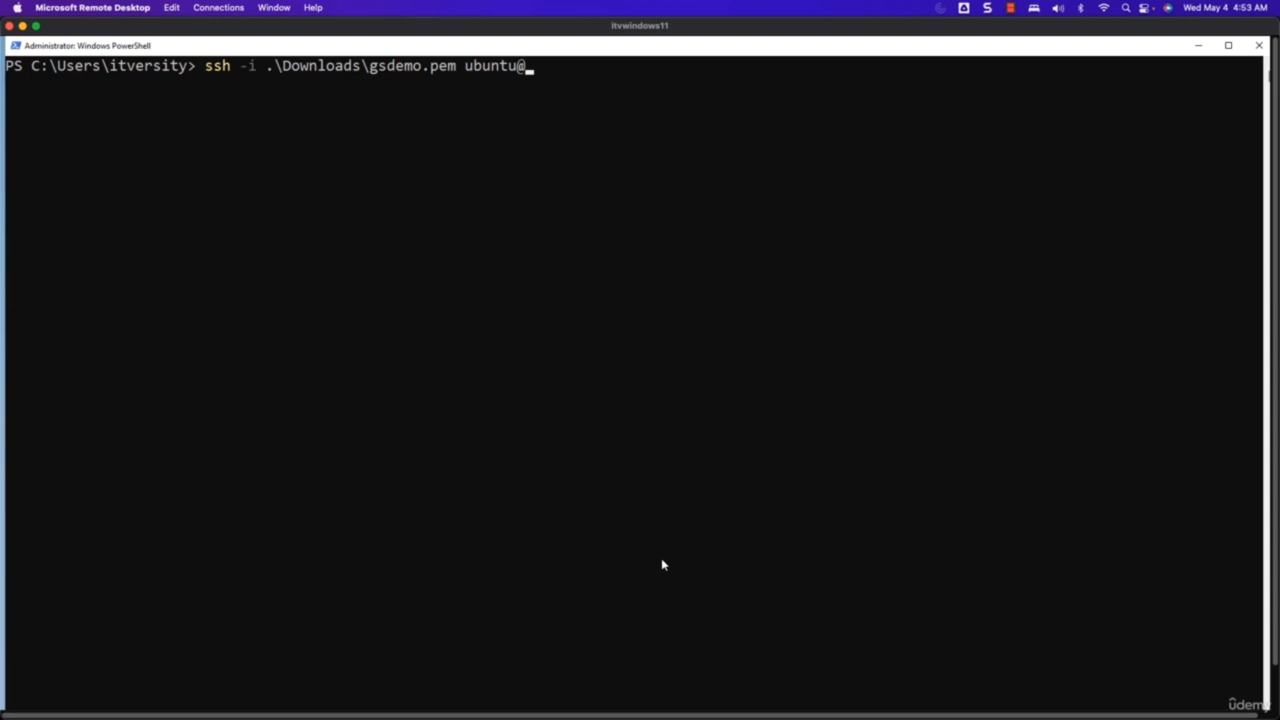 Microsoft Remote Desktop Edit Connections Window Help Wed May 4 4:53 AM
itvwindows11
Administrator: Windows PowerShell
PS C:\Users\itversity> ssh -i .\Downloads\gsdemo.pem ubuntu@
ûdemy